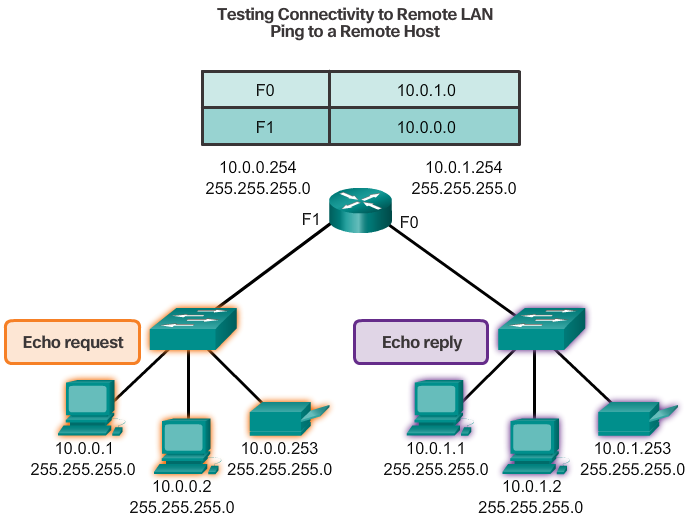 Testing Connectivity to Remote LAN
Ping to a Remote Host
F0 10.0.1.0
F1 10.0.0.0
10.0.0.254
255.255.255.0
10.0.1.254
255.255.255.0
F1
F0
Echo request
Echo reply
10.0.0.1
255.255.255.0
10.0.0.2
255.255.255.0
10.0.0.253
255.255.255.0
10.0.1.1
255.255.255.0
10.0.1.2
255.255.255.0
10.0.1.253
255.255.255.0